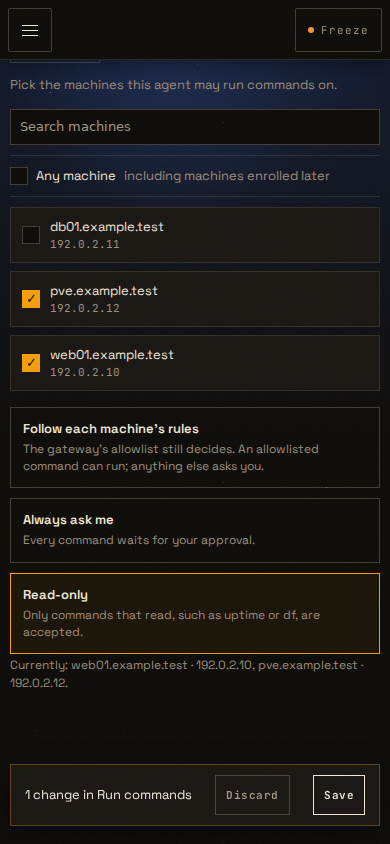 Freeze
Pick the machines this agent may run commands on.
Search machines
Any machine including machines enrolled later
db01.example.test
192.0.2.11
pve.example.test
192.0.2.12
web01.example.test
192.0.2.10
Follow each machine's rules
The gateway's allowlist still decides. An allowlisted
command can run; anything else asks you.
Always ask me
Every command waits for your approval.
Read-only
Only commands that read, such as uptime or df, are
accepted.
Currently: web01.example.test · 192.0.2.10, pve.example.test ·
192.0.2.12.
1 change in Run commands
Discard
Save